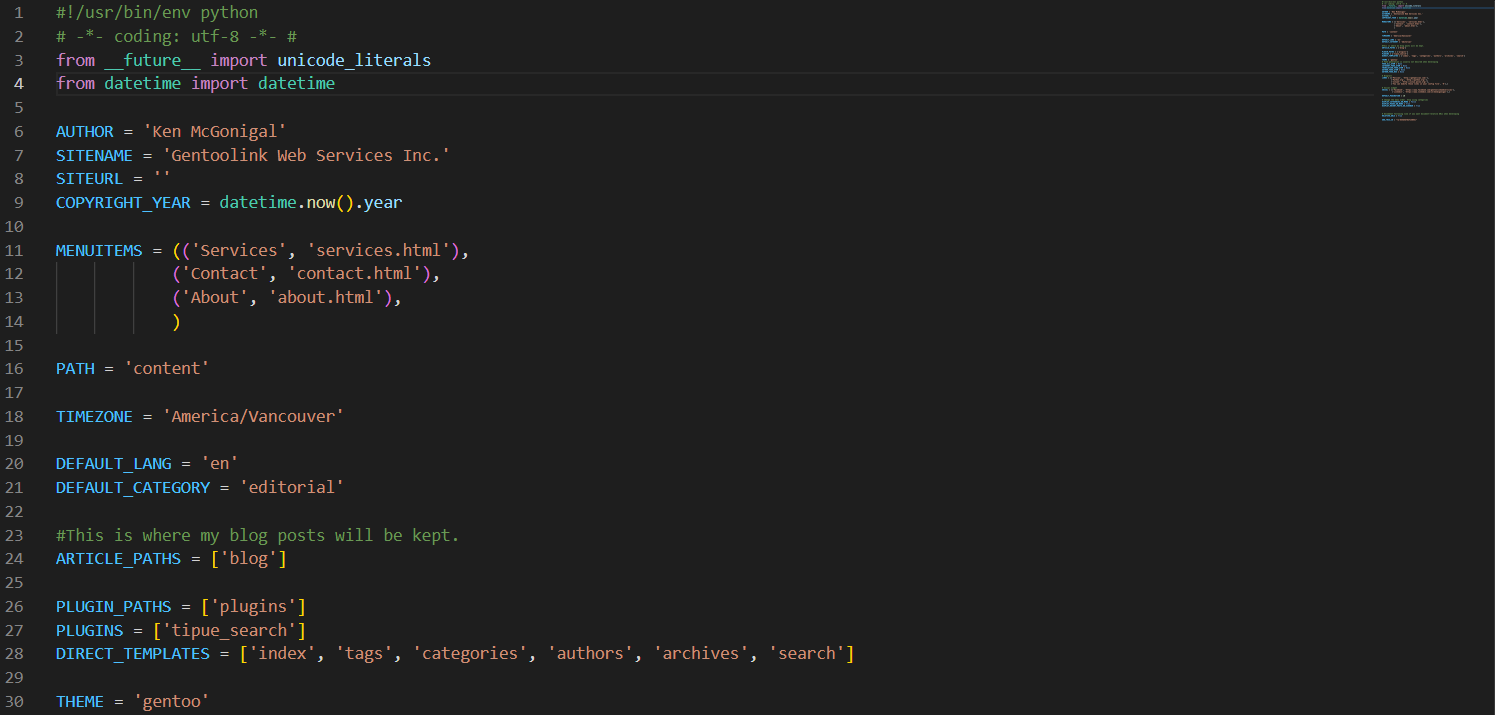 1 #!/usr/bin/env python
2 # -*- coding: utf-8 -*- #
3 from __future__ import unicode_literals
4 from datetime import datetime
5
6 AUTHOR = 'Ken McGonigal'
7 SITENAME = 'Gentoolink Web Services Inc.'
8 SITEURL = ''
9 COPYRIGHT_YEAR = datetime.now().year
10
11 MENUITEMS = (('Services', 'services.html'),
12             ('Contact', 'contact.html'),
13             ('About', 'about.html'),
14             )
15
16 PATH = 'content'
17
18 TIMEZONE = 'America/Vancouver'
19
20 DEFAULT_LANG = 'en'
21 DEFAULT_CATEGORY = 'editorial'
22
23 #This is where my blog posts will be kept.
24 ARTICLE_PATHS = ['blog']
25
26 PLUGIN_PATHS = ['plugins']
27 PLUGINS = ['tipue_search']
28 DIRECT_TEMPLATES = ['index', 'tags', 'categories', 'authors', 'archives', 'search']
29
30 THEME = 'gentoo'